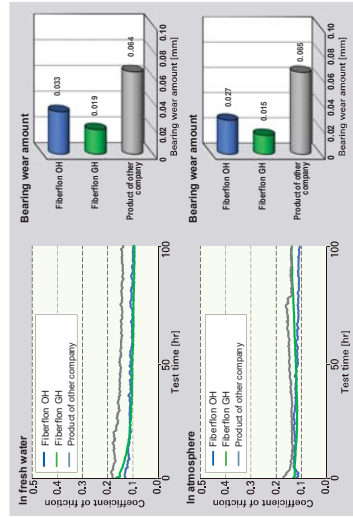 In fresh water
Coefficient of friction
0.5
0.4
0.3
0.2
0.1
0.0
Fiberflon OH
Fiberflon GH
Product of other company
0
50
100
Test time [hr]
Bearing wear amount
Fiberflon OH
Fiberflon GH
Product of other
company
0.033
0.019
0.064
0
0.02
0.04
0.06
0.08
0.10
Bearing wear amount [mm]
In atmosphere
Coefficient of friction
0.5
0.4
0.3
0.2
0.1
0.0
Fiberflon OH
Fiberflon GH
Product of other company
0
50
100
Test time [hr]
Bearing wear amount
Fiberflon OH
Fiberflon GH
Product of other
company
0.027
0.015
0.065
0
0.02
0.04
0.06
0.08
0.10
Bearing wear amount [mm]